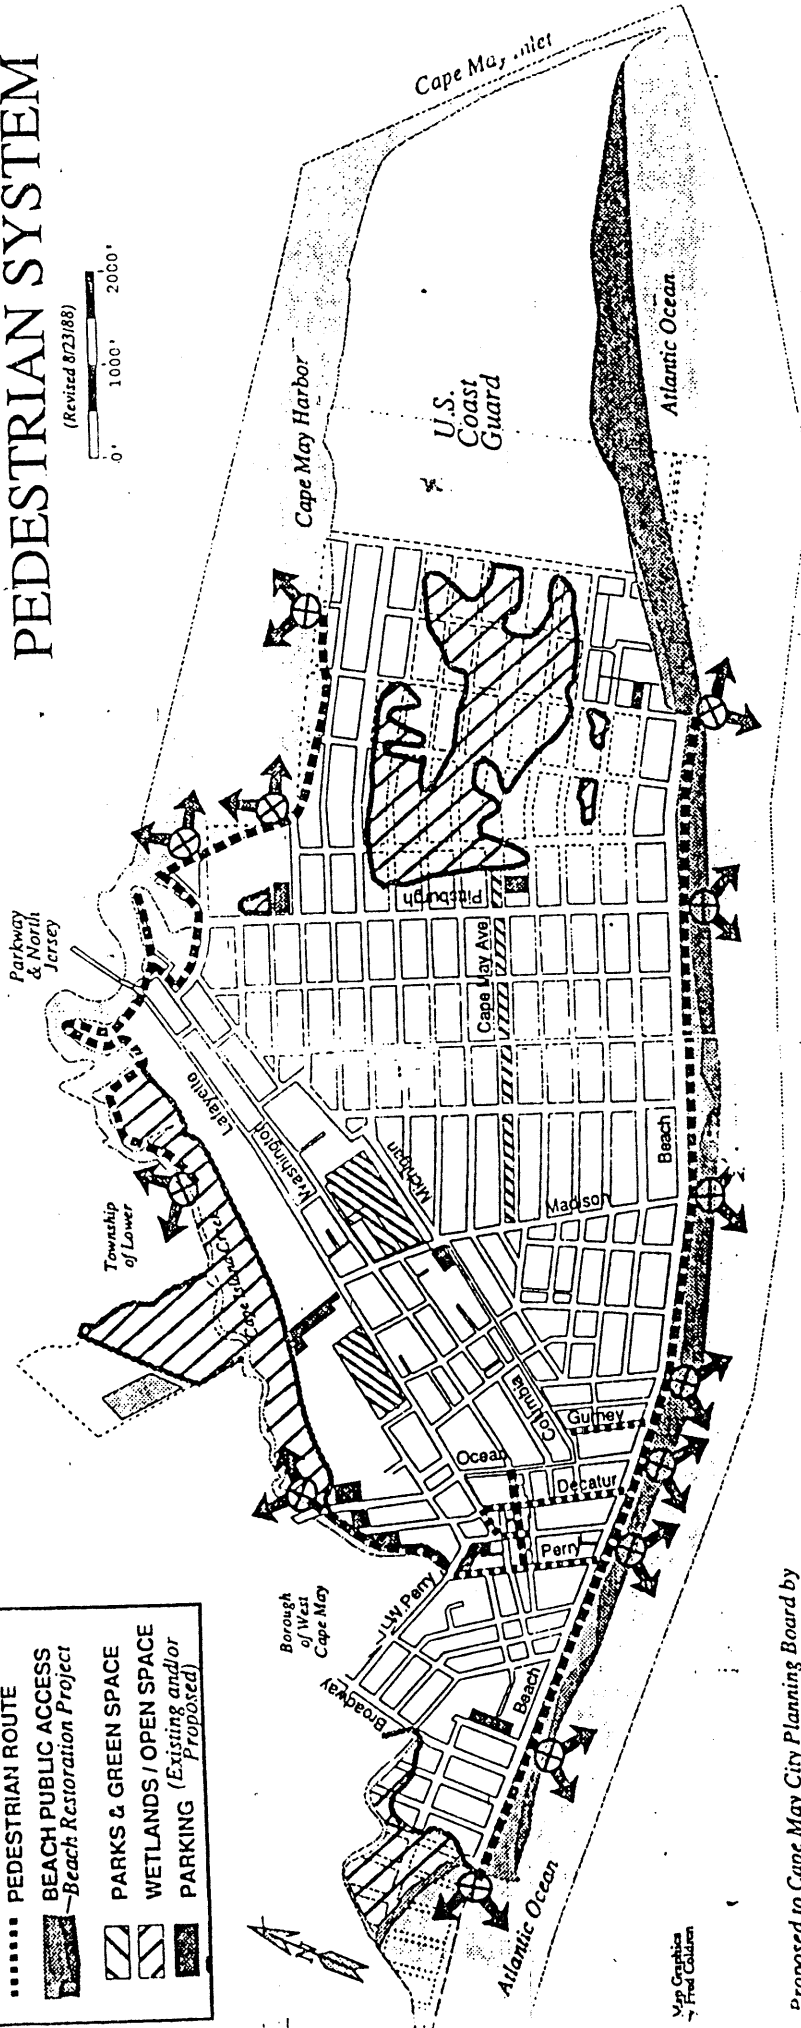 PEDESTRIAN SYSTEM
(Revised 8/23/88)
0' 1000' 2000'
PEDESTRIAN ROUTE
BEACH PUBLIC ACCESS
—Beach Restoration Project
PARKS & GREEN SPACE
WETLANDS / OPEN SPACE
PARKING (Existing and/or
Proposed)
Parkway
& North
Jersey
Township
of Lower
Borough
of West
Cape May
Cape May Inlet
Cape May Harbor
U.S.
Coast
Guard
Atlantic Ocean
Cape Island Creek
Lafayette
Washington
Michigan
Pittsburgh
Cape May Ave
Madison
Beach
Columbia
Gurney
Ocean
Decatur
Perry
W. Perry
Broadway
Beach
Atlantic Ocean
Map Graphics
Fred Coldren
Proposed to Cape May City Planning Board by